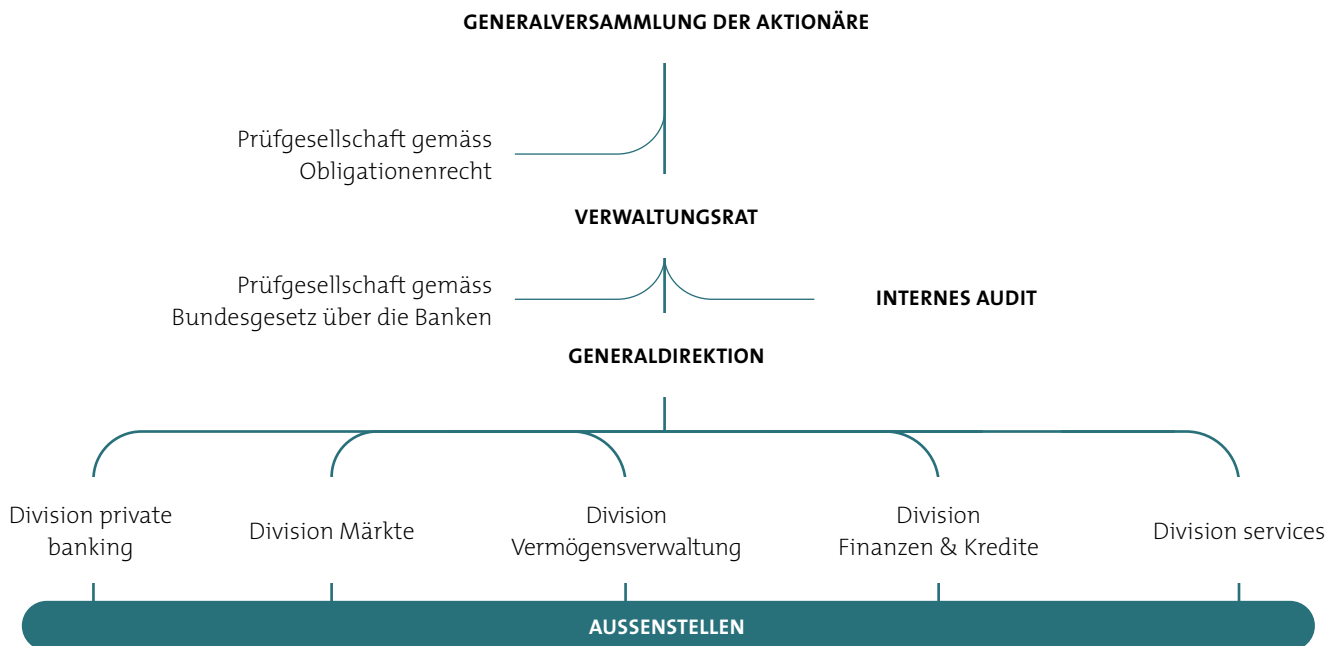 GENERALVERSAMMLUNG DER AKTIONÄRE
Prüfgesellschaft gemäss
Obligationenrecht
VERWALTUNGSRAT
Prüfgesellschaft gemäss
Bundesgesetz über die Banken
INTERNES AUDIT
GENERALDIREKTION
Division private
banking
Division Märkte
Division
Vermögensverwaltung
Division
Finanzen & Kredite
Division services
AUSSENSTELLEN